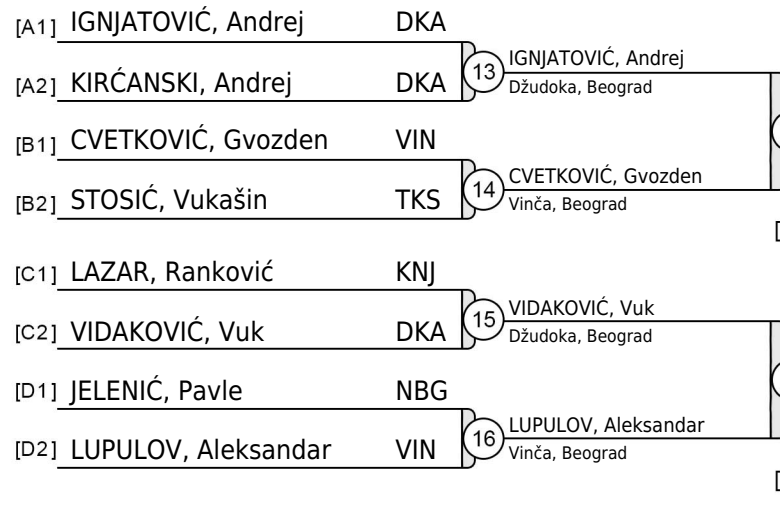 [A1] IGNJATOVIĆ, Andrej DKA
[A2] KIRĆANSKI, Andrej DKA
13 IGNJATOVIĆ, Andrej
Džudoka, Beograd
[B1] CVETKOVIĆ, Gvozden VIN
[B2] STOSIĆ, Vukašin TKS
14 CVETKOVIĆ, Gvozden
Vinča, Beograd
[C1] LAZAR, Ranković KNJ
[C2] VIDAKOVIĆ, Vuk DKA
15 VIDAKOVIĆ, Vuk
Džudoka, Beograd
[D1] JELENIĆ, Pavle NBG
[D2] LUPULOV, Aleksandar VIN
16 LUPULOV, Aleksandar
Vinča, Beograd